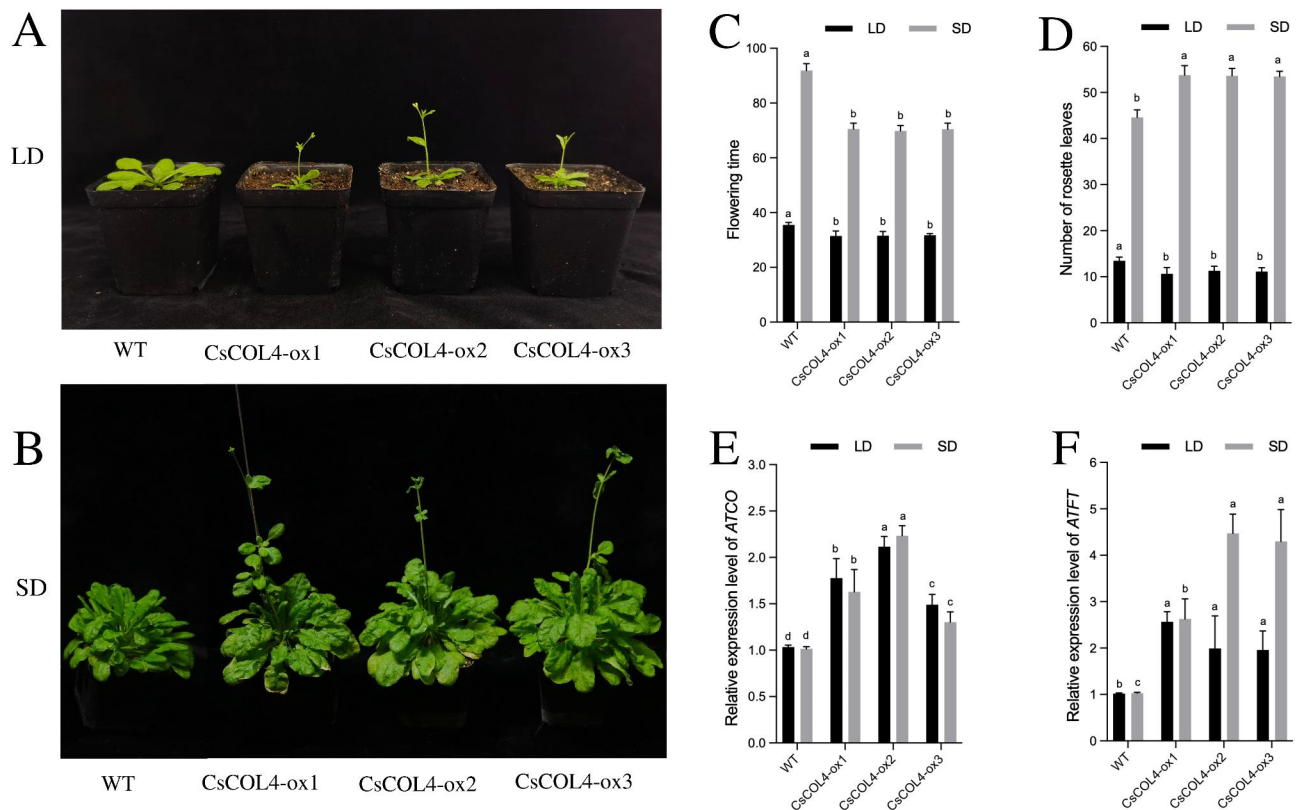 A
LD
WT CsCOL4-ox1 CsCOL4-ox2 CsCOL4-ox3
B
SD
WT CsCOL4-ox1 CsCOL4-ox2 CsCOL4-ox3
C
LD SD
Flowering time
100
80
60
40
20
0
a a b b b b b b
WT CsCOL4-ox1 CsCOL4-ox2 CsCOL4-ox3
D
LD SD
Number of rosette leaves
60
50
40
30
20
10
0
a b b a b a b a
WT CsCOL4-ox1 CsCOL4-ox2 CsCOL4-ox3
E
LD SD
Relative expression level of ATCO
3.0
2.5
2.0
1.5
1.0
0.5
0.0
d d b b a a c c
WT CsCOL4-ox1 CsCOL4-ox2 CsCOL4-ox3
F
LD SD
Relative expression level of ATFT
6
5
4
3
2
1
0
b c a b a a a a
WT CsCOL4-ox1 CsCOL4-ox2 CsCOL4-ox3